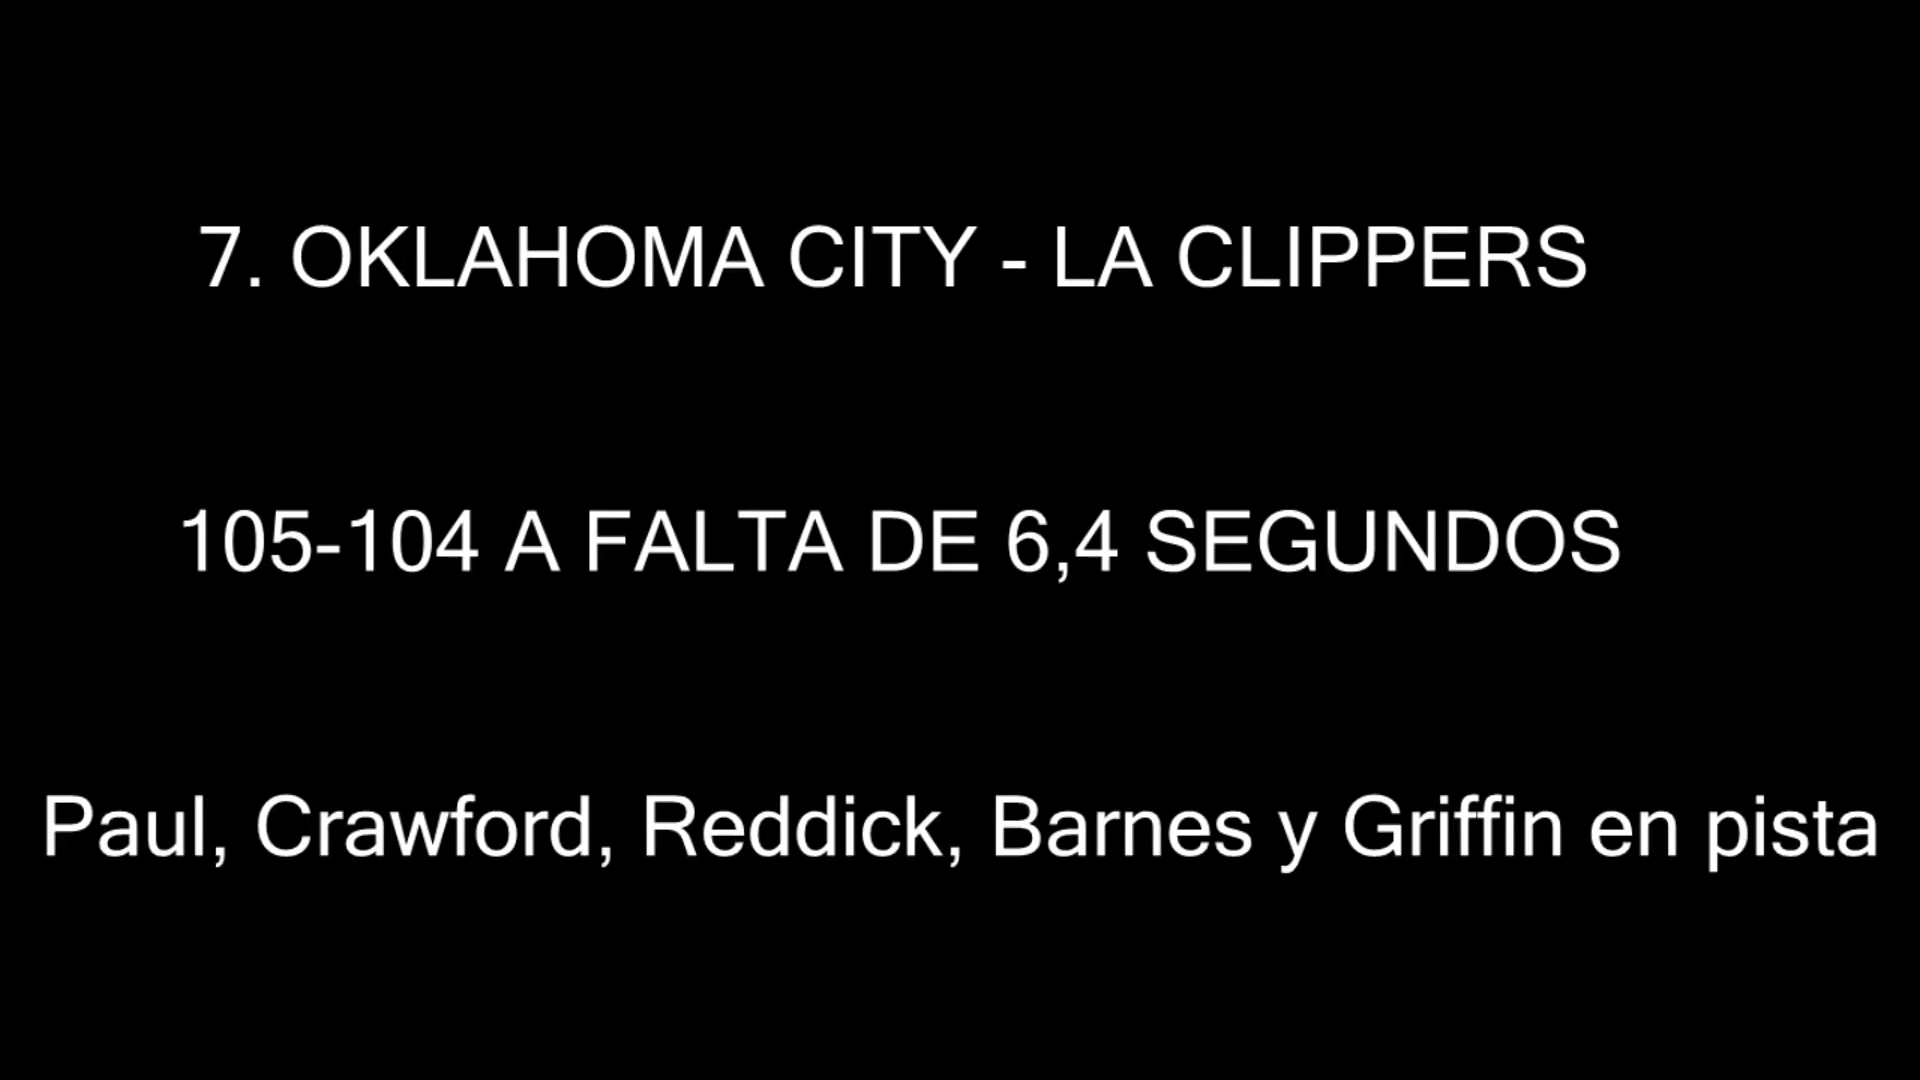 7. OKLAHOMA CITY - LA CLIPPERS
105-104 A FALTA DE 6,4 SEGUNDOS
Paul, Crawford, Reddick, Barnes y Griffin en pista